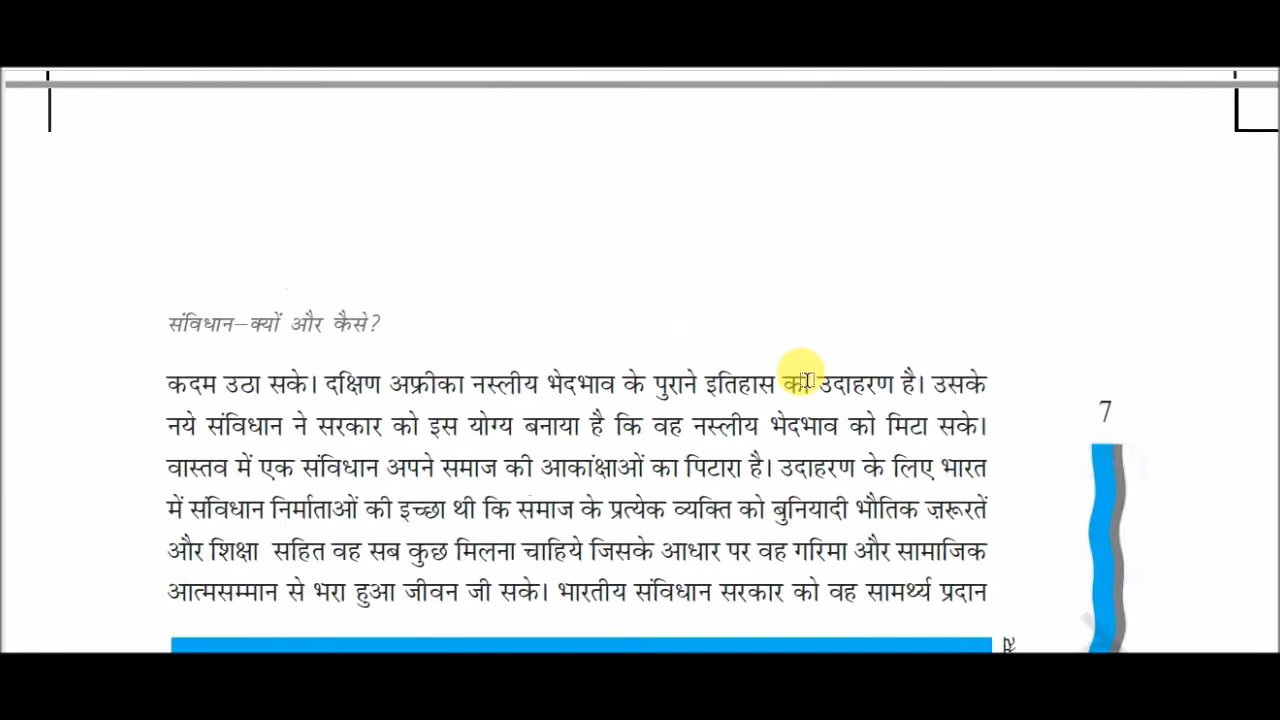 संविधान–क्यों और कैसे?
कदम उठा सके। दक्षिण अफ्रीका नस्लीय भेदभाव के पुराने इतिहास का उदाहरण है। उसके
7
नये संविधान ने सरकार को इस योग्य बनाया है कि वह नस्लीय भेदभाव को मिटा सके।
वास्तव में एक संविधान अपने समाज की आकांक्षाओं का पिटारा है। उदाहरण के लिए भारत
में संविधान निर्माताओं की इच्छा थी कि समाज के प्रत्येक व्यक्ति को बुनियादी भौतिक ज़रूरतें
और शिक्षा सहित वह सब कुछ मिलना चाहिये जिसके आधार पर वह गरिमा और सामाजिक
आत्मसम्मान से भरा हुआ जीवन जी सके। भारतीय संविधान सरकार को वह सामर्थ्य प्रदान